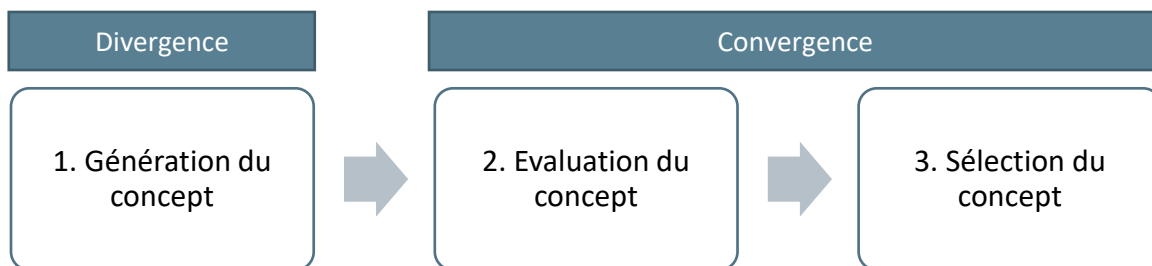 Divergence
Convergence
1. Génération du
concept
2. Evaluation du
concept
3. Sélection du
concept